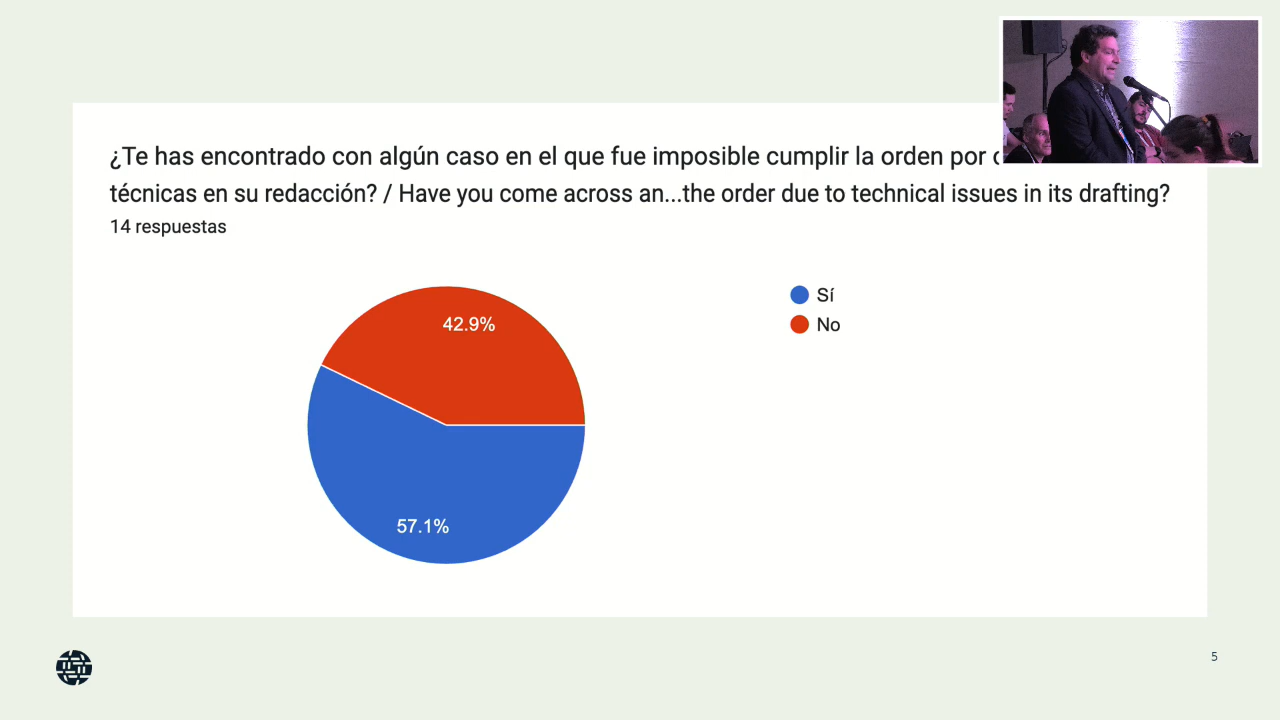 ¿Te has encontrado con algún caso en el que fue imposible cumplir la orden por
técnicas en su redacción? / Have you come across an...the order due to technical issues in its drafting?
14 respuestas
Sí
No
42.9%
57.1%
5